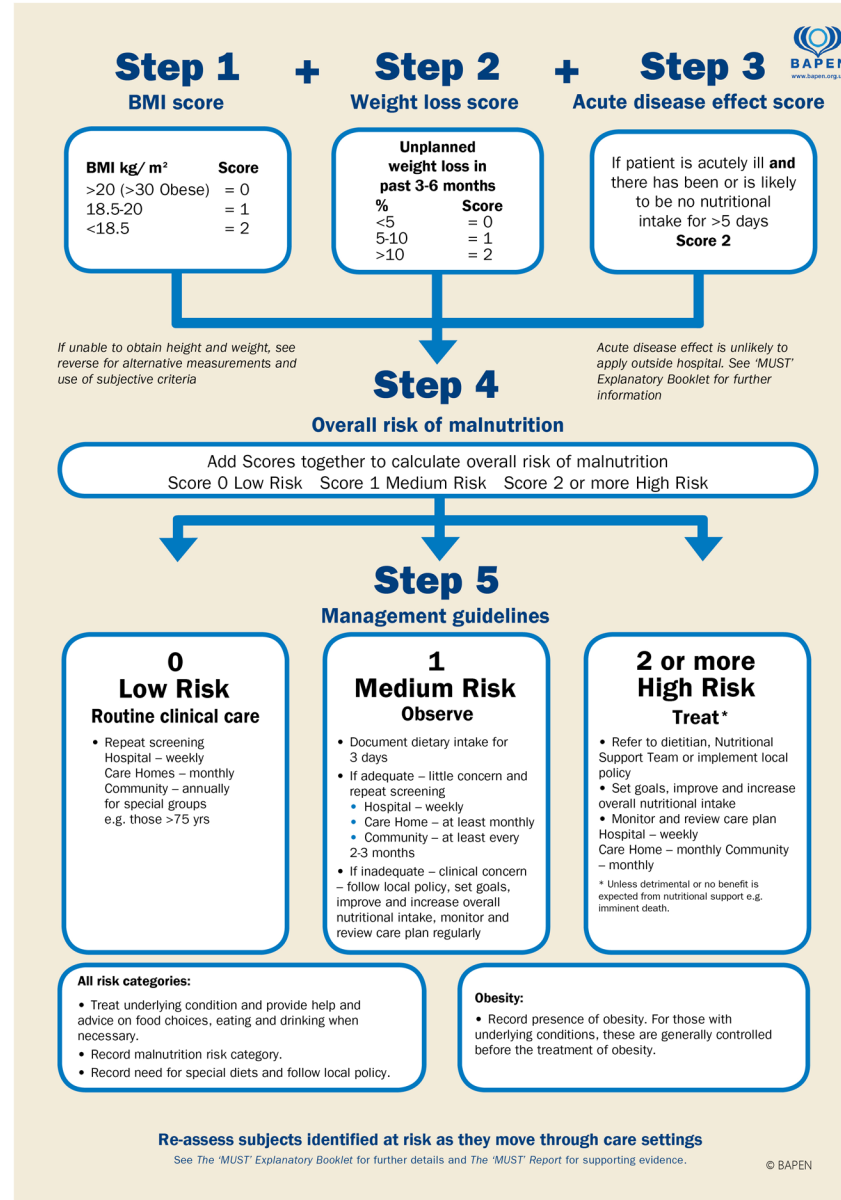 Step 1 + Step 2 + Step 3
BAPEN
www.bapen.org.u
BMI score
Weight loss score
Acute disease effect score
BMI kg/ m² Score
>20 (>30 Obese) = 0
18.5-20 = 1
<18.5 = 2
Unplanned
weight loss in
past 3-6 months
% Score
<5 = 0
5-10 = 1
>10 = 2
If patient is acutely ill and
there has been or is likely
to be no nutritional
intake for >5 days
Score 2
If unable to obtain height and weight, see
reverse for alternative measurements and
use of subjective criteria
Acute disease effect is unlikely to
apply outside hospital. See ‘MUST’
Explanatory Booklet for further
information
Step 4
Overall risk of malnutrition
Add Scores together to calculate overall risk of malnutrition
Score 0 Low Risk Score 1 Medium Risk Score 2 or more High Risk
Step 5
Management guidelines
0
Low Risk
Routine clinical care
• Repeat screening
Hospital – weekly
Care Homes – monthly
Community – annually
for special groups
e.g. those >75 yrs
1
Medium Risk
Observe
• Document dietary intake for
3 days
• If adequate – little concern and
repeat screening
• Hospital – weekly
• Care Home – at least monthly
• Community – at least every
2-3 months
• If inadequate – clinical concern
– follow local policy, set goals,
improve and increase overall
nutritional intake, monitor and
review care plan regularly
2 or more
High Risk
Treat*
• Refer to dietitian, Nutritional
Support Team or implement local
policy
• Set goals, improve and increase
overall nutritional intake
• Monitor and review care plan
Hospital – weekly
Care Home – monthly Community
– monthly
* Unless detrimental or no benefit is
expected from nutritional support e.g.
imminent death.
All risk categories:
• Treat underlying condition and provide help and
advice on food choices, eating and drinking when
necessary.
• Record malnutrition risk category.
• Record need for special diets and follow local policy.
Obesity:
• Record presence of obesity. For those with
underlying conditions, these are generally controlled
before the treatment of obesity.
Re-assess subjects identified at risk as they move through care settings
See The ‘MUST’ Explanatory Booklet for further details and The ‘MUST’ Report for supporting evidence.
© BAPEN